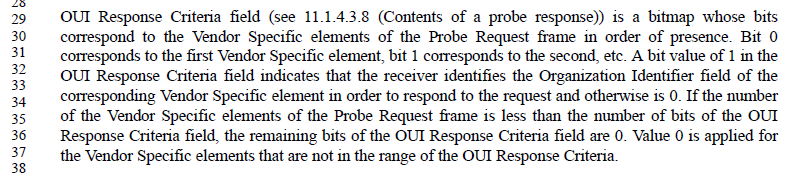 28
29 OUI Response Criteria field (see 11.1.4.3.8 (Contents of a probe response)) is a bitmap whose bits
30 correspond to the Vendor Specific elements of the Probe Request frame in order of presence. Bit 0
31 corresponds to the first Vendor Specific element, bit 1 corresponds to the second, etc. A bit value of 1 in the
32 OUI Response Criteria field indicates that the receiver identifies the Organization Identifier field of the
33
34 corresponding Vendor Specific element in order to respond to the request and otherwise is 0. If the number
35 of the Vendor Specific elements of the Probe Request frame is less than the number of bits of the OUI
36 Response Criteria field, the remaining bits of the OUI Response Criteria field are 0. Value 0 is applied for
37 the Vendor Specific elements that are not in the range of the OUI Response Criteria.
38